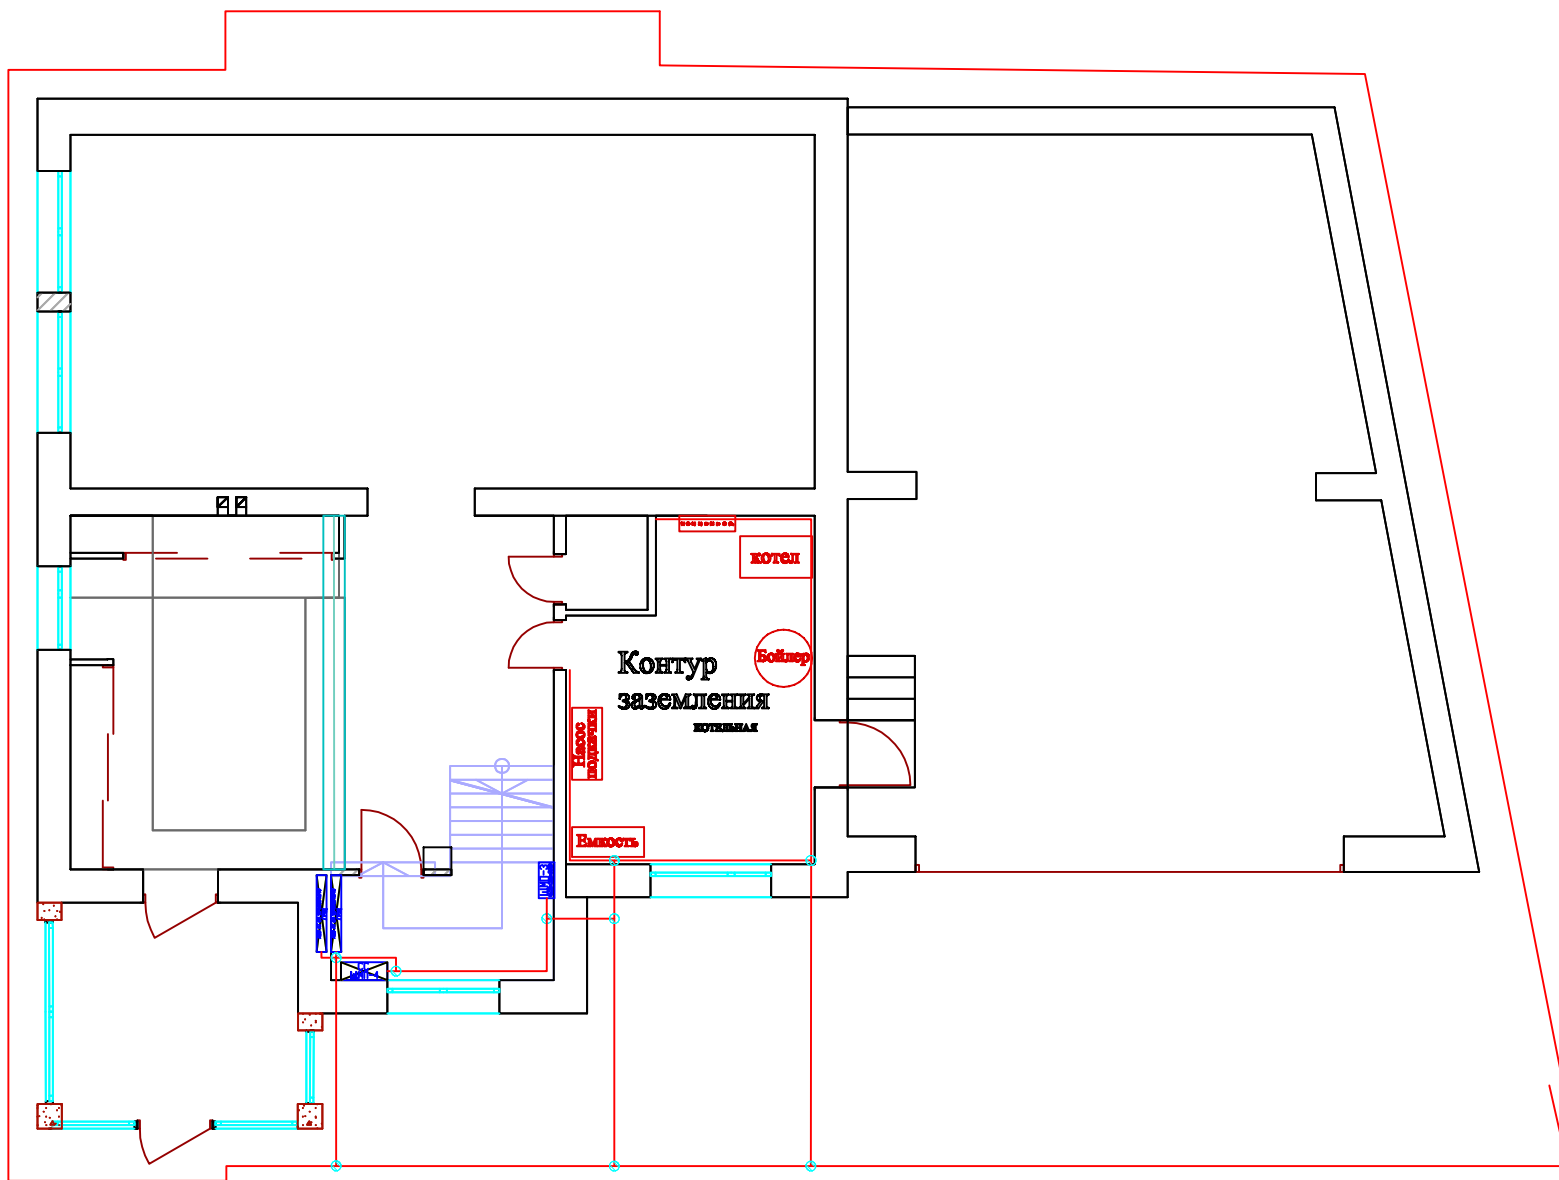 котел
Бойлер
Контур
заземления
КОТЕЛЬНАЯ
Насос
подкачки
Емкость